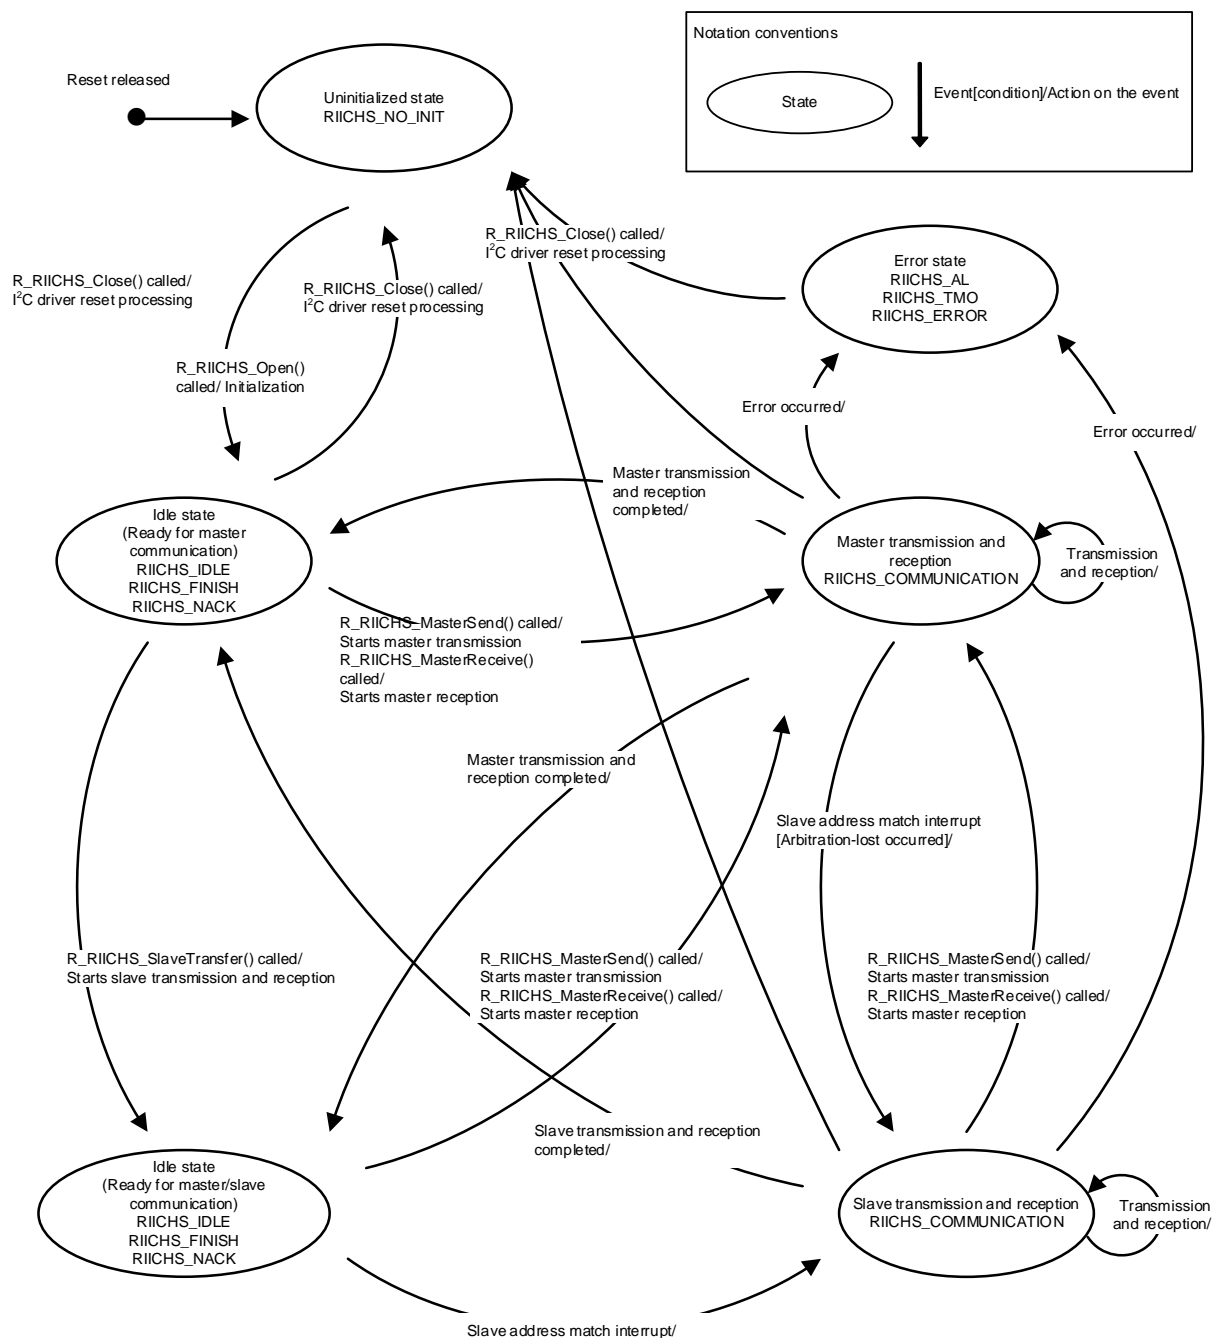 Notation conventions
State
Event[condition]/Action on the event
Reset released
Uninitialized state
RIICHS_NO_INIT
R_RIICHS_Close() called/
I²C driver reset processing
Error state
RIICHS_AL
RIICHS_TMO
RIICHS_ERROR
R_RIICHS_Close() called/
I²C driver reset processing
R_RIICHS_Close() called/
I²C driver reset processing
R_RIICHS_Open()
called/ Initialization
Error occurred/
Error occurred/
Master transmission
and reception
completed/
Idle state
(Ready for master
communication)
RIICHS_IDLE
RIICHS_FINISH
RIICHS_NACK
Master transmission and
reception
RIICHS_COMMUNICATION
Transmission
and reception/
R_RIICHS_MasterSend() called/
Starts master transmission
R_RIICHS_MasterReceive()
called/
Starts master reception
Master transmission and
reception completed/
Slave address match interrupt
[Arbitration-lost occurred]/
R_RIICHS_SlaveTransfer() called/
Starts slave transmission and reception
R_RIICHS_MasterSend() called/
Starts master transmission
R_RIICHS_MasterReceive() called/
Starts master reception
R_RIICHS_MasterSend() called/
Starts master transmission
R_RIICHS_MasterReceive() called/
Starts master reception
Slave transmission and reception
completed/
Idle state
(Ready for master/slave
communication)
RIICHS_IDLE
RIICHS_FINISH
RIICHS_NACK
Slave transmission and reception
RIICHS_COMMUNICATION
Transmission
and reception/
Slave address match interrupt/